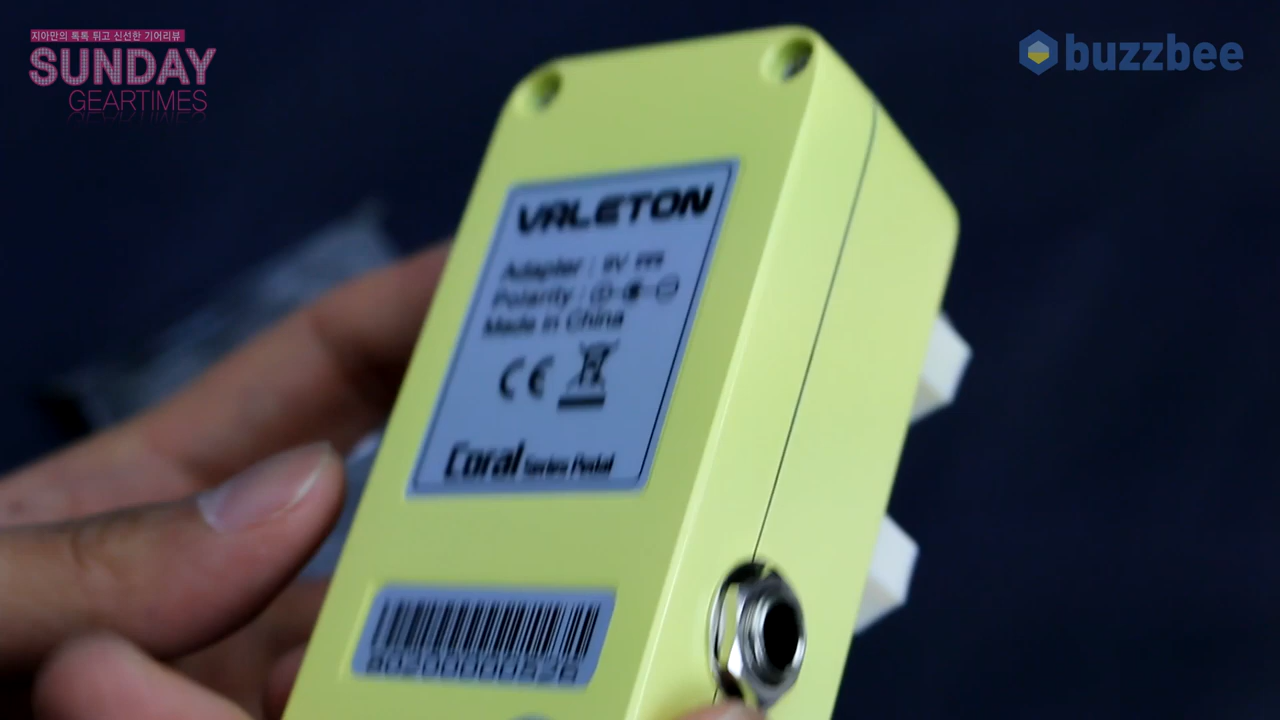 지아만의 톡톡 튀고 신선한 기어리뷰
SUNDAY
GEARTIMES
buzzbee
VALETON
Adapter : 9V
Polarity :
Made in China
CE
Coral Series Pedal